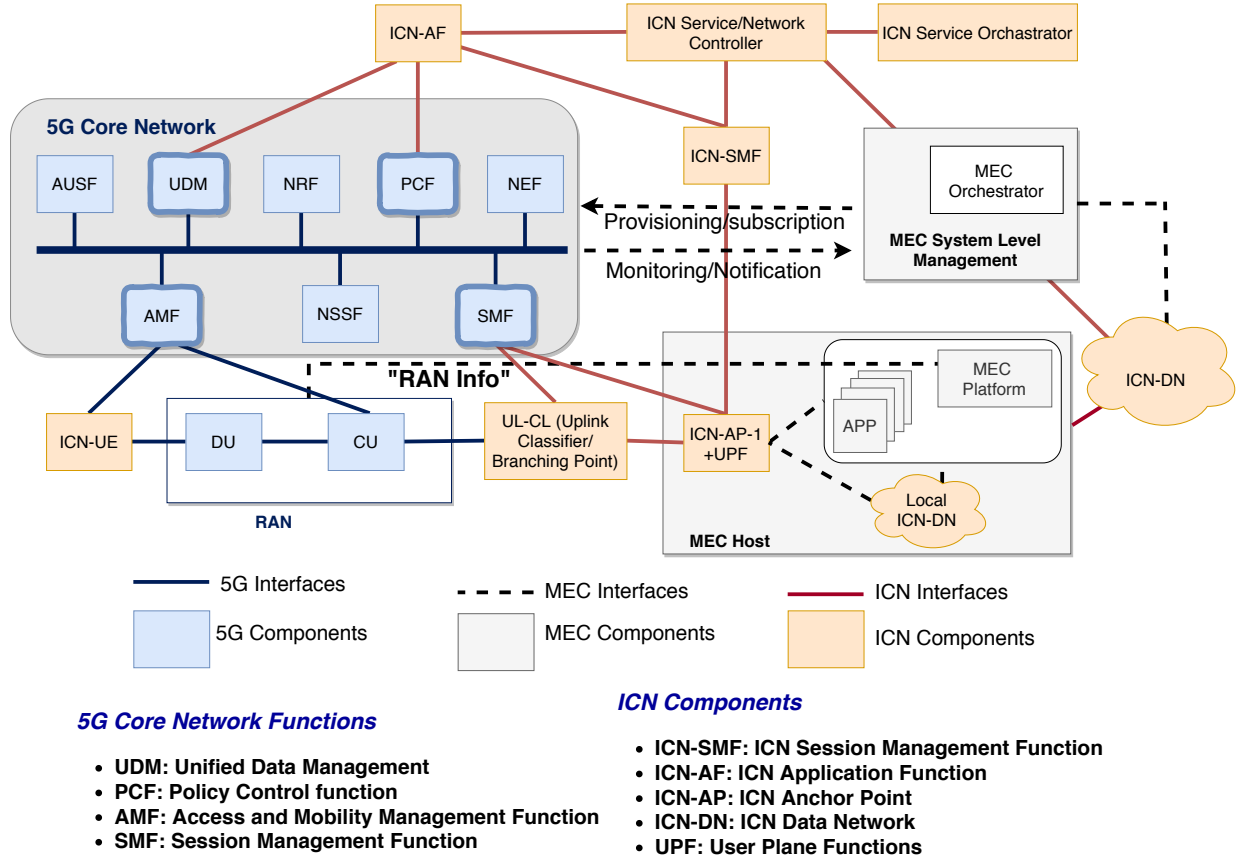 ICN-AF
ICN Service/Network
Controller
ICN Service Orchastrator
5G Core Network
AUSF
UDM
NRF
PCF
NEF
ICN-SMF
MEC
Orchestrator
MEC System Level
Management
Provisioning/subscription
Monitoring/Notification
AMF
NSSF
SMF
"RAN Info"
MEC
Platform
APP
ICN-DN
ICN-UE
DU
CU
UL-CL (Uplink
Classifier/
Branching Point)
ICN-AP-1
+UPF
Local
ICN-DN
RAN
MEC Host
5G Interfaces
MEC Interfaces
ICN Interfaces
5G Components
MEC Components
ICN Components
5G Core Network Functions
• UDM: Unified Data Management
• PCF: Policy Control function
• AMF: Access and Mobility Management Function
• SMF: Session Management Function
ICN Components
• ICN-SMF: ICN Session Management Function
• ICN-AF: ICN Application Function
• ICN-AP: ICN Anchor Point
• ICN-DN: ICN Data Network
• UPF: User Plane Functions